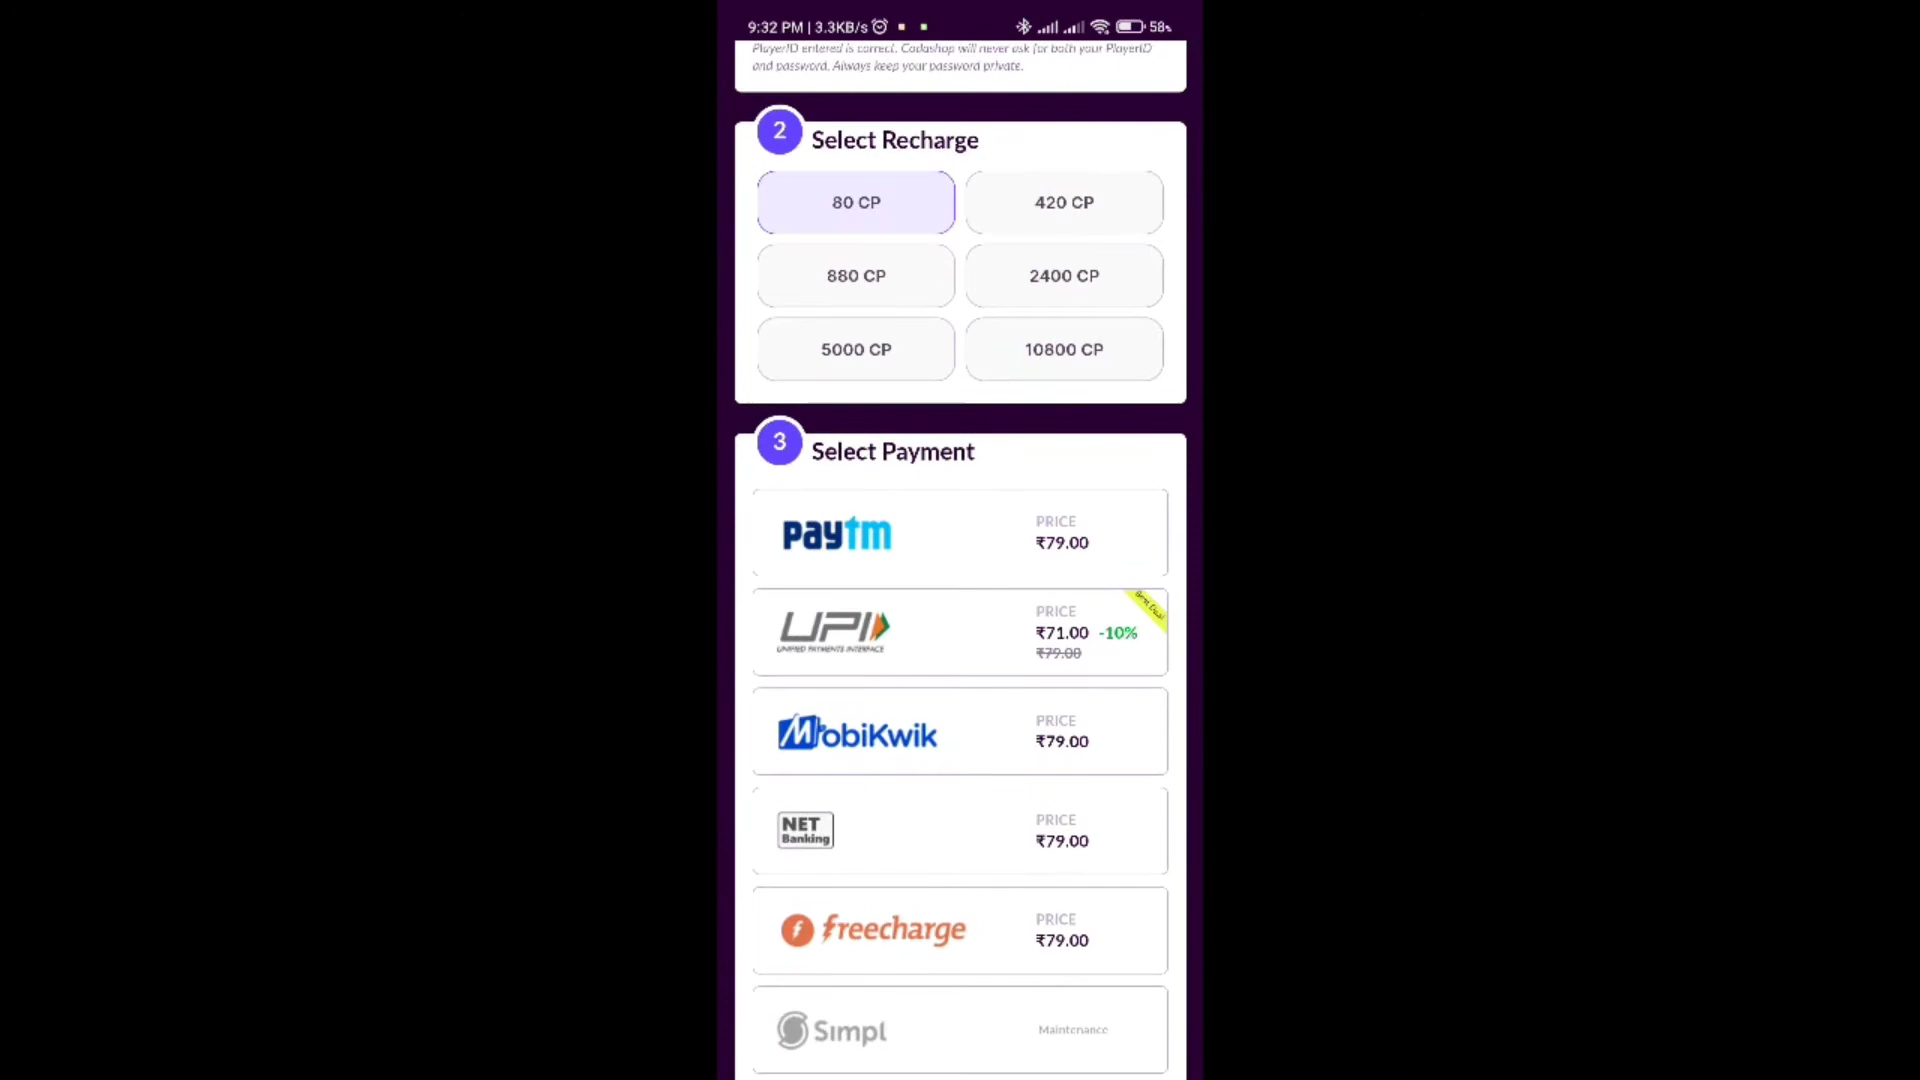 9:32 PM | 3.3KB/s 58%
PlayerID entered is correct. Codashop will never ask for both your PlayerID
and password. Always keep your password private.
2 Select Recharge
80 CP 420 CP
880 CP 2400 CP
5000 CP 10800 CP
3 Select Payment
paytm PRICE
₹79.00
Best Deal
UPI PRICE
UNIFIED PAYMENTS INTERFACE ₹71.00 -10%
₹79.00
MobiKwik PRICE
₹79.00
NET PRICE
Banking ₹79.00
freecharge PRICE
₹79.00
Simpl Maintenance